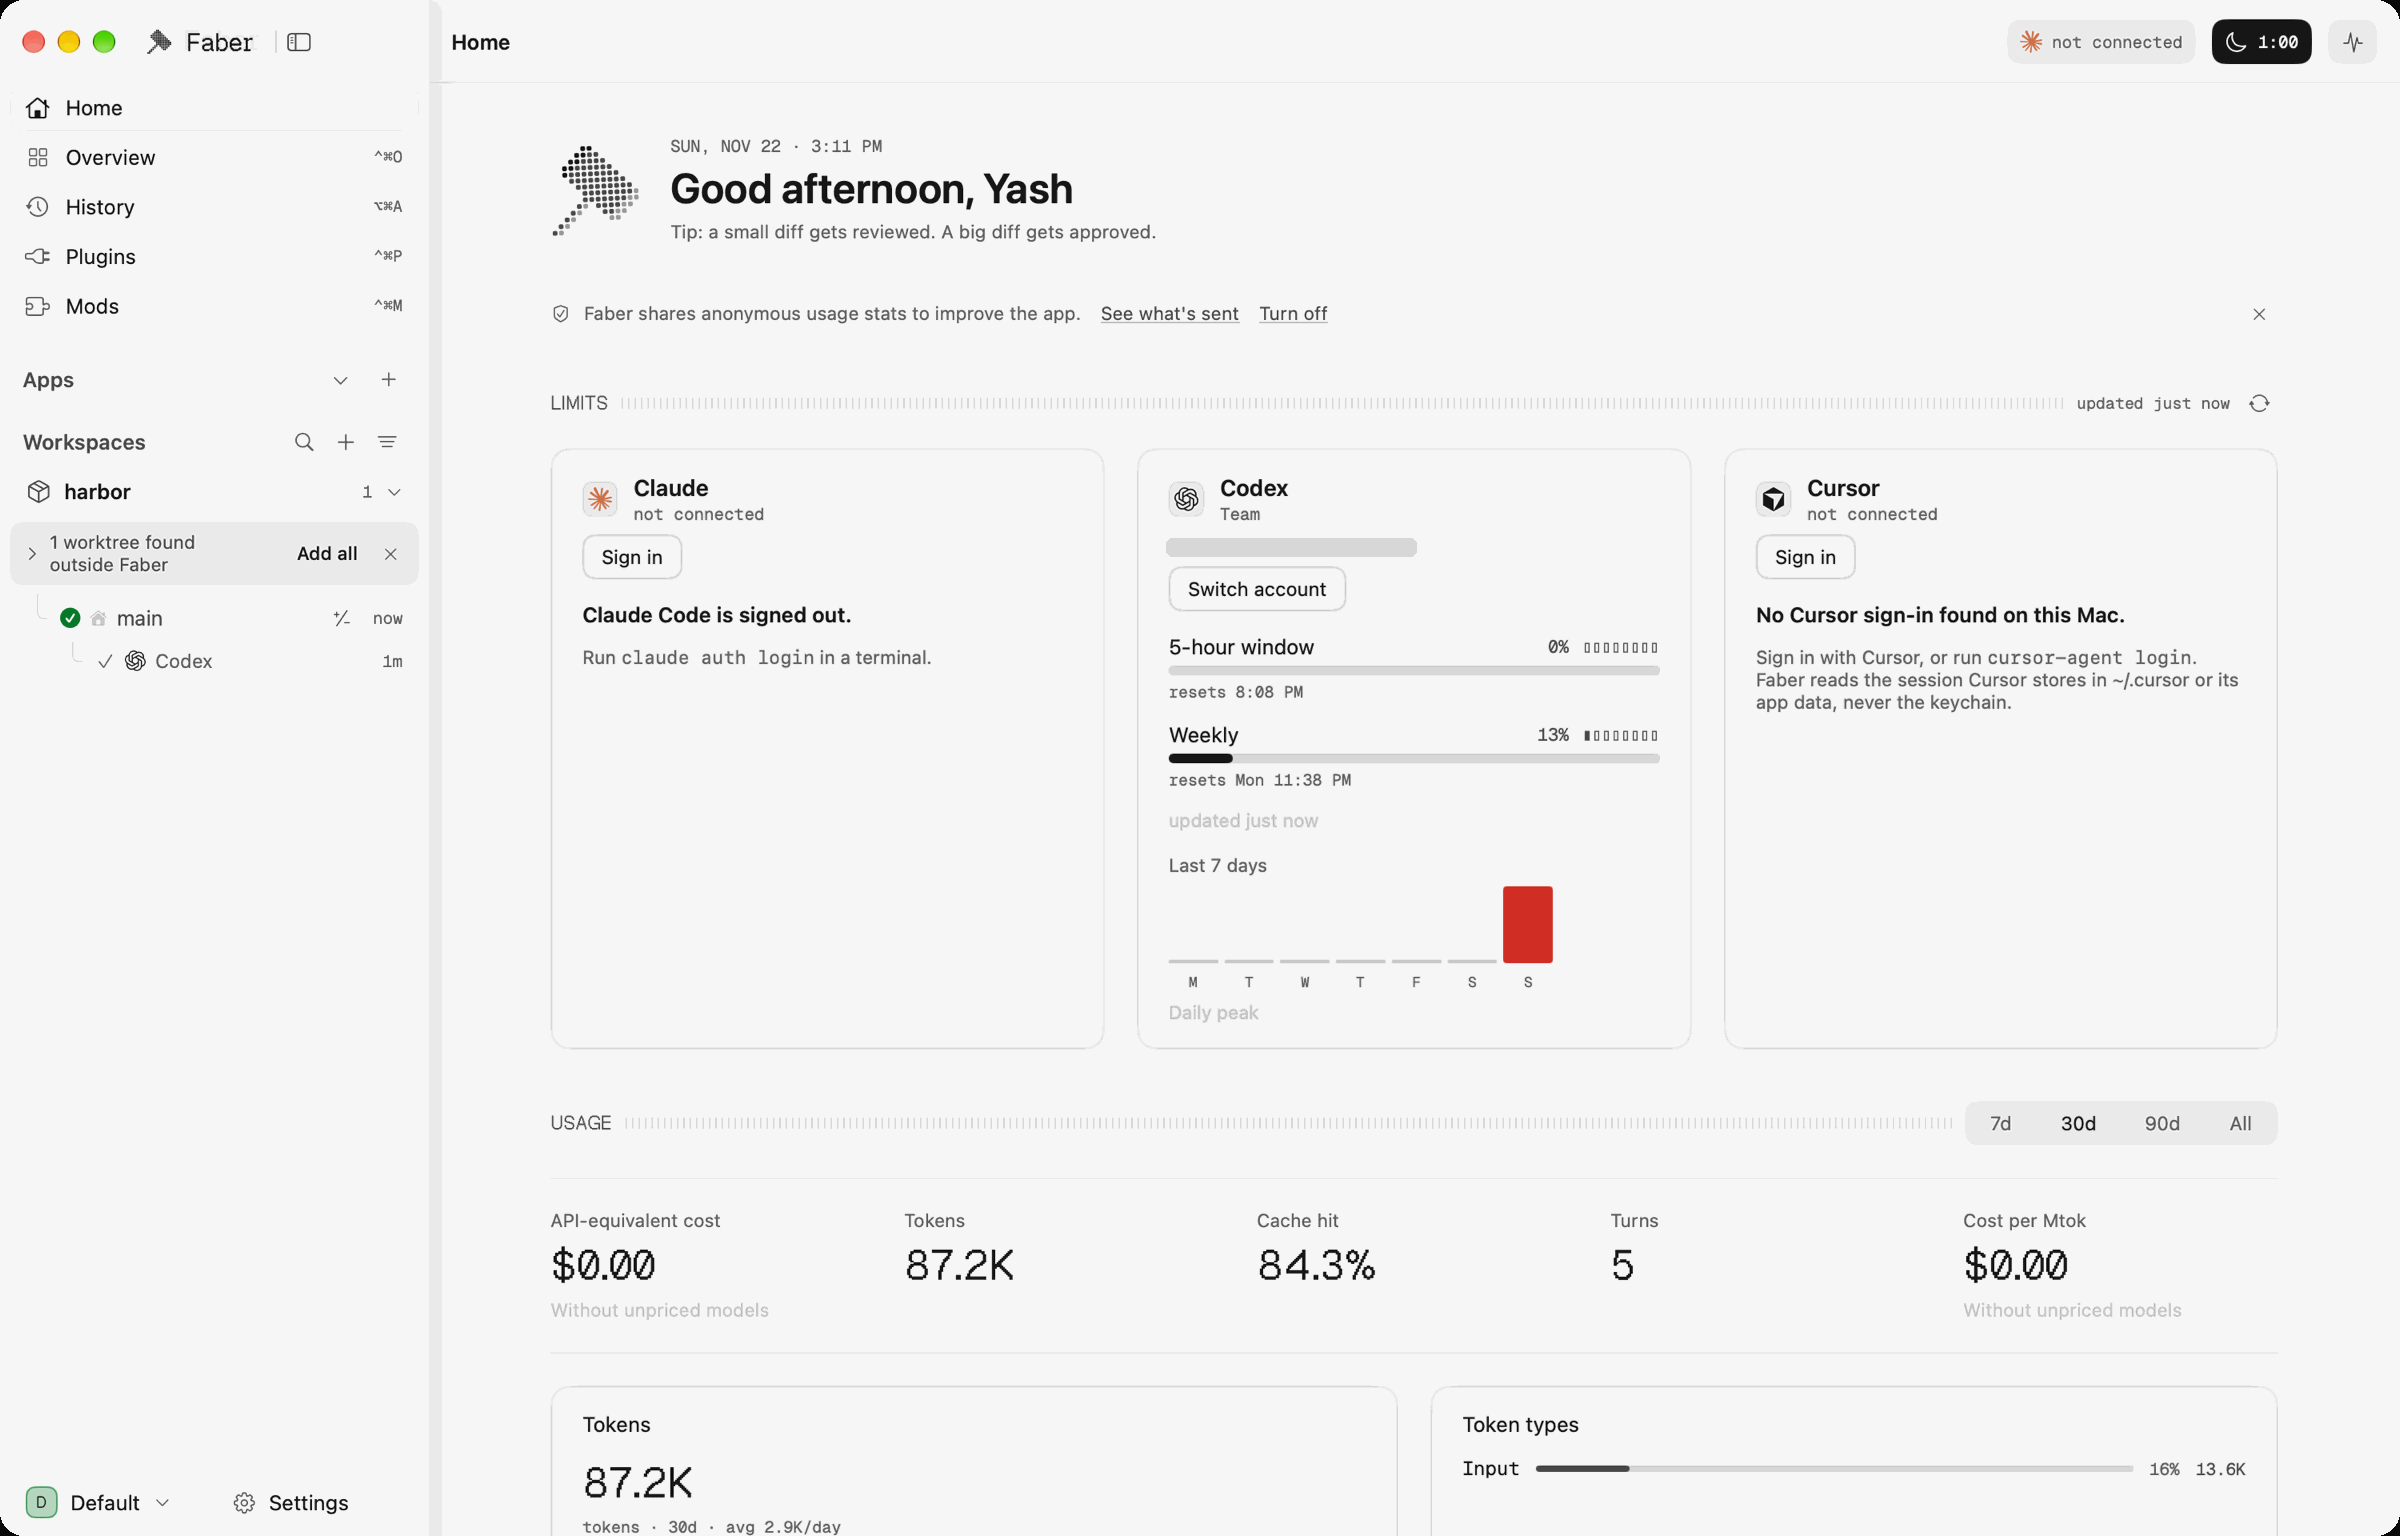 Faber
Home
Overview ^⌘O
History ⌥⌘A
Plugins ^⌘P
Mods ^⌘M
Apps
Workspaces
harbor 1
1 worktree found
outside Faber
Add all
main +/- now
Codex 1m
D Default
Settings
Home
not connected
1:00
SUN, NOV 22 · 3:11 PM
Good afternoon, Yash
Tip: a small diff gets reviewed. A big diff gets approved.
Faber shares anonymous usage stats to improve the app. See what's sent Turn off
LIMITS
updated just now
Claude
not connected
Sign in
Claude Code is signed out.
Run claude auth login in a terminal.
Codex
Team
Switch account
5-hour window 0%
resets 8:08 PM
Weekly 13%
resets Mon 11:38 PM
updated just now
Last 7 days
M T W T F S S
Daily peak
Cursor
not connected
Sign in
No Cursor sign-in found on this Mac.
Sign in with Cursor, or run cursor-agent login.
Faber reads the session Cursor stores in ~/.cursor or its
app data, never the keychain.
USAGE
7d 30d 90d All
API-equivalent cost
$0.00
Without unpriced models
Tokens
87.2K
Cache hit
84.3%
Turns
5
Cost per Mtok
$0.00
Without unpriced models
Tokens
87.2K
tokens · 30d · avg 2.9K/day
Token types
Input 16% 13.6K